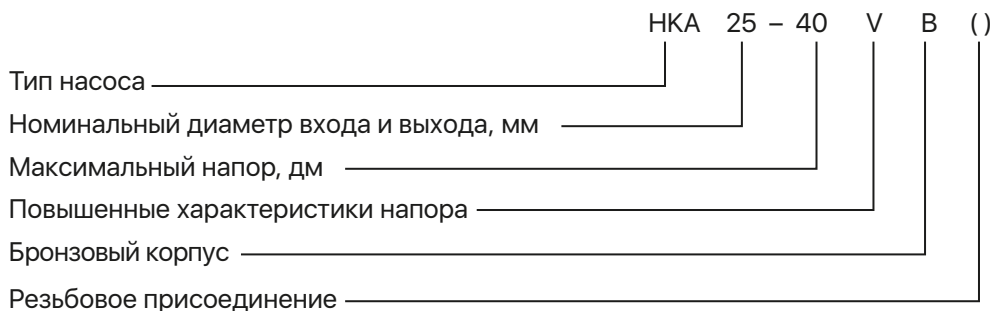 НКА 25 – 40 V B ( )
Тип насоса
Номинальный диаметр входа и выхода, мм
Максимальный напор, дм
Повышенные характеристики напора
Бронзовый корпус
Резьбовое присоединение